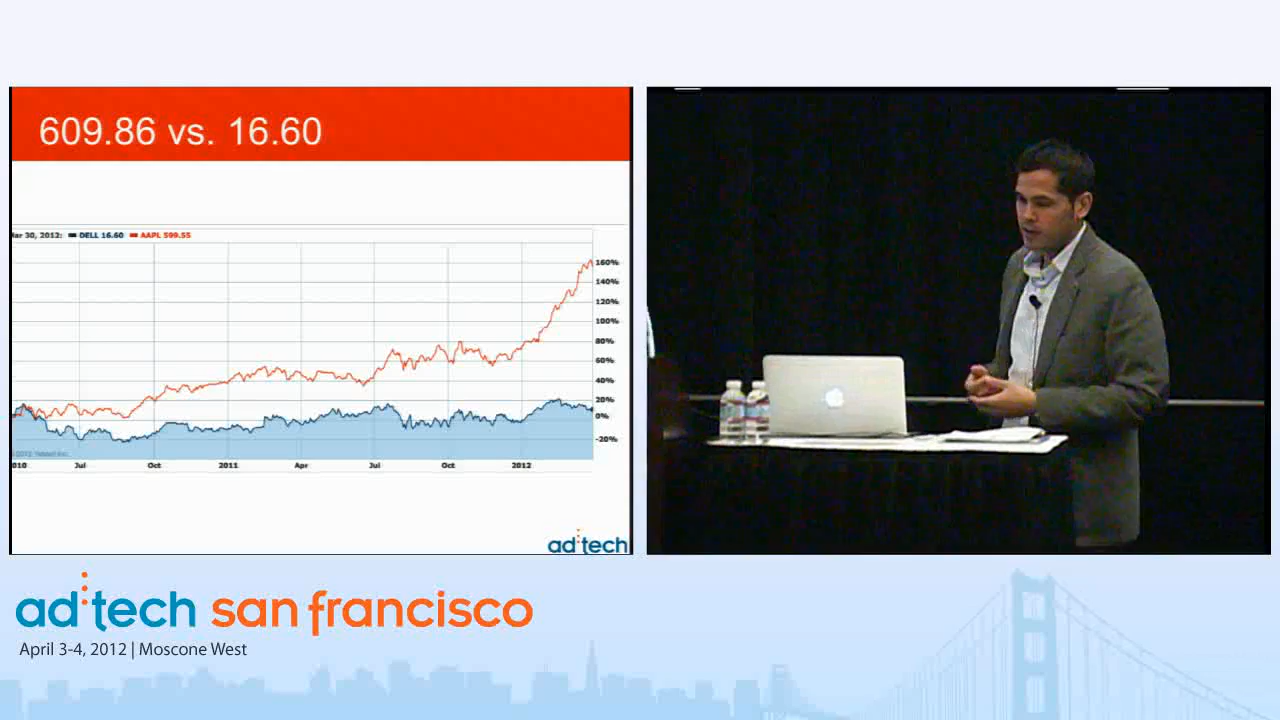 609.86 vs. 16.60
Mar 30, 2012: DELL 16.60 AAPL 599.55
160%
140%
120%
100%
80%
60%
40%
20%
0%
-20%
2010 Jul Oct 2011 Apr Jul Oct 2012
ad:tech
ad:tech san francisco
April 3-4, 2012 | Moscone West